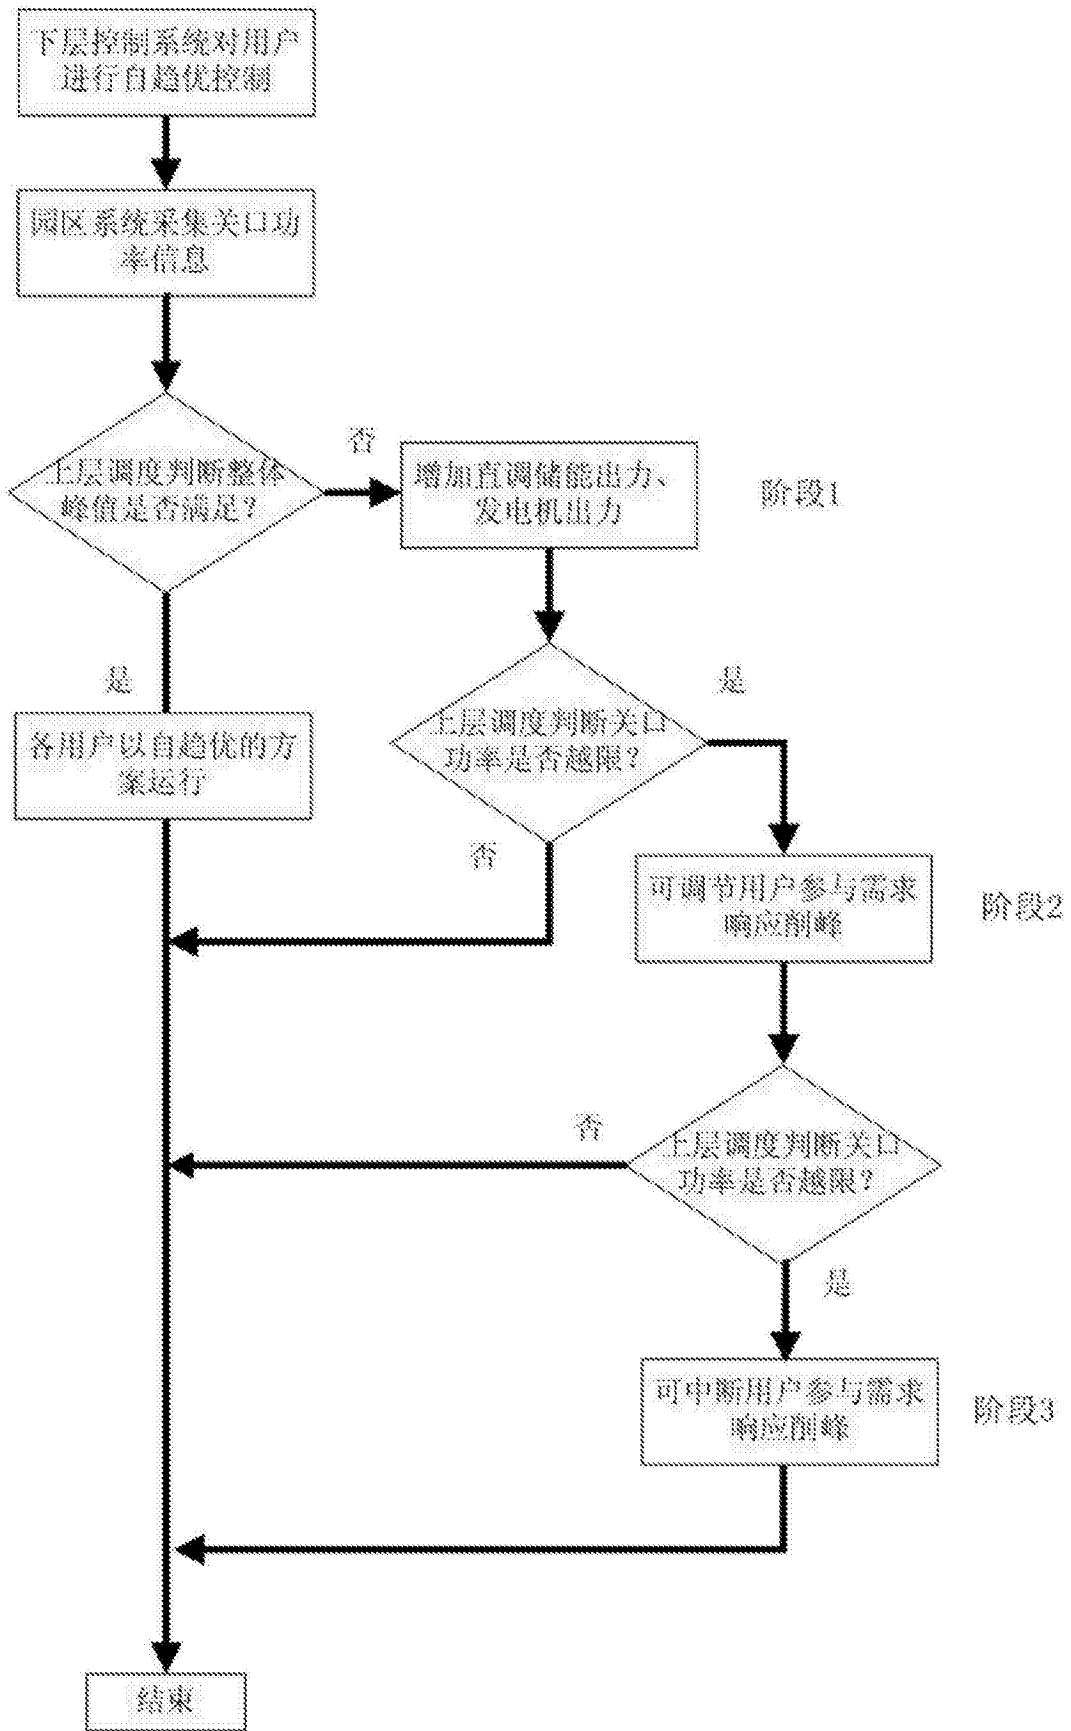 下层控制系统对用户
进行自趋优控制
园区系统采集关口功
率信息
上层调度判断整体
峰值是否满足?
否
增加直调储能出力、
发电机出力
阶段1
是
各用户以自趋优的方
案运行
上层调度判断关口
功率是否越限?
是
否
可调节用户参与需求
响应削峰
阶段2
上层调度判断关口
功率是否越限?
否
是
可中断用户参与需求
响应削峰
阶段3
结束